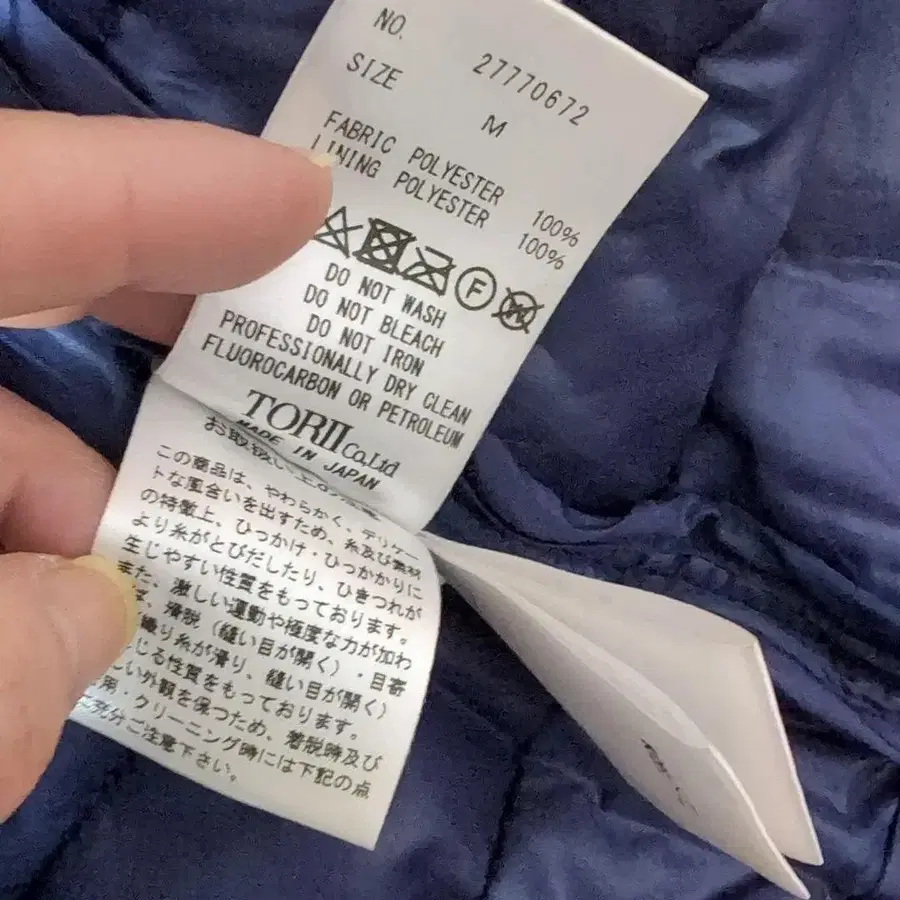 NO. 27770672
SIZE M
FABRIC POLYESTER 100%
LINING POLYESTER 100%
F
DO NOT WASH
DO NOT BLEACH
DO NOT IRON
PROFESSIONALLY DRY CLEAN
FLUOROCARBON OR PETROLEUM
TORII Co.,Ltd
MADE IN JAPAN
お取扱い上の
この商品は、やわらかく、デリケー
トな風合いを出すため、糸及び素材
の特徴上、ひっつけ・ひっかかりに
より糸がとびだしたり、ひきつれが
生じやすい性質をもっております。
また、激しい運動や極度な力が加わ
滑脱（縫い目が開く）・目寄
織り糸が滑り、縫い目が開く）
じる性質をもっております。
い外観を保つため、着脱時及び
用・クリーニング時には下記の点
充分ご注意下さい。